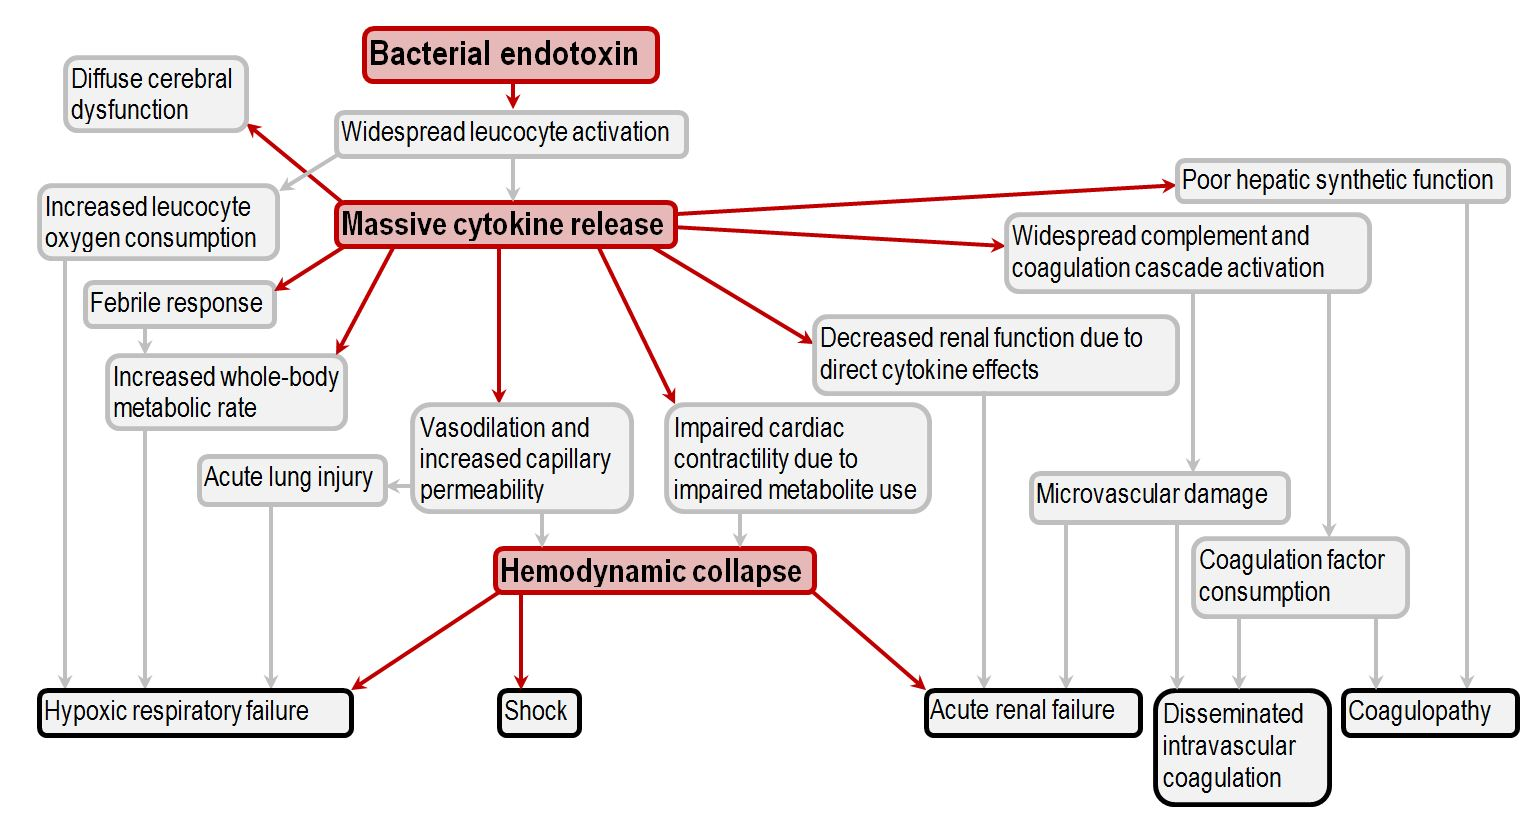 Bacterial endotoxin
Diffuse cerebral
dysfunction
Widespread leucocyte activation
Poor hepatic synthetic function
Increased leucocyte
oxygen consumption
Massive cytokine release
Widespread complement and
coagulation cascade activation
Febrile response
Decreased renal function due to
direct cytokine effects
Increased whole-body
metabolic rate
Vasodilation and
increased capillary
permeability
Impaired cardiac
contractility due to
impaired metabolite use
Acute lung injury
Microvascular damage
Coagulation factor
consumption
Hemodynamic collapse
Hypoxic respiratory failure
Shock
Acute renal failure
Disseminated
intravascular
coagulation
Coagulopathy